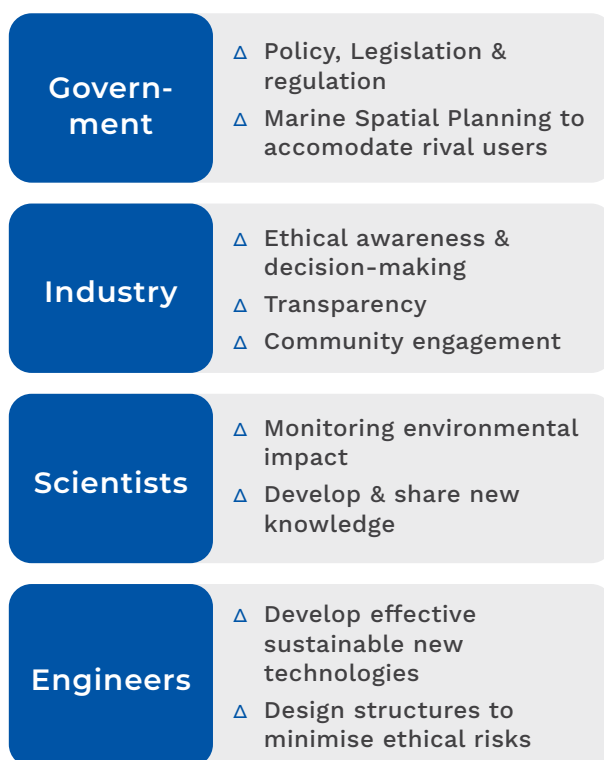 Govern-
ment
Δ Policy, Legislation &
regulation
Δ Marine Spatial Planning to
accomodate rival users
Industry
Δ Ethical awareness &
decision-making
Δ Transparency
Δ Community engagement
Scientists
Δ Monitoring environmental
impact
Δ Develop & share new
knowledge
Engineers
Δ Develop effective
sustainable new
technologies
Δ Design structures to
minimise ethical risks